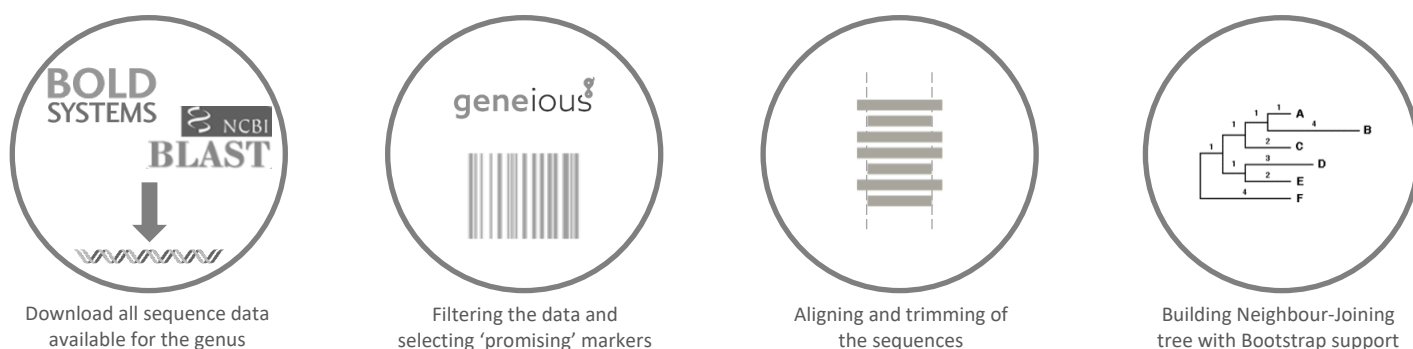 BOLD
SYSTEMS
NCBI
BLAST
Download all sequence data
available for the genus
geneious
Filtering the data and
selecting ‘promising’ markers
Aligning and trimming of
the sequences
1
A
1
4
B
1
2
C
1
3
D
1
2
E
4
F
Building Neighbour-Joining
tree with Bootstrap support